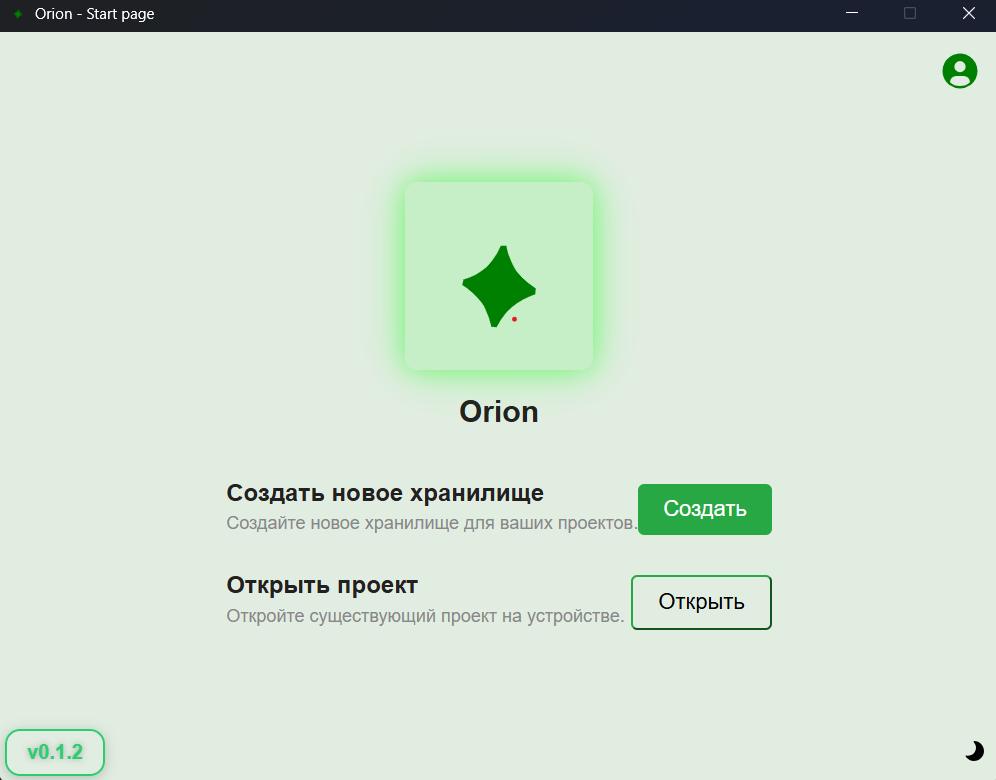 Orion - Start page
Orion
Создать новое хранилище
Создайте новое хранилище для ваших проектов.
Создать
Открыть проект
Откройте существующий проект на устройстве.
Открыть
v0.1.2